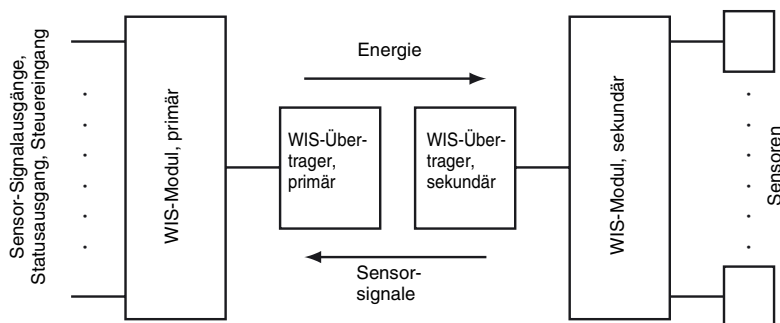 Sensor-Signalausgänge,
Statusausgang, Steuereingang
WIS-Modul, primär
Energie
WIS-Über-
trager,
primär
WIS-Über-
trager,
sekundär
Sensor-
signale
WIS-Modul, sekundär
Sensoren